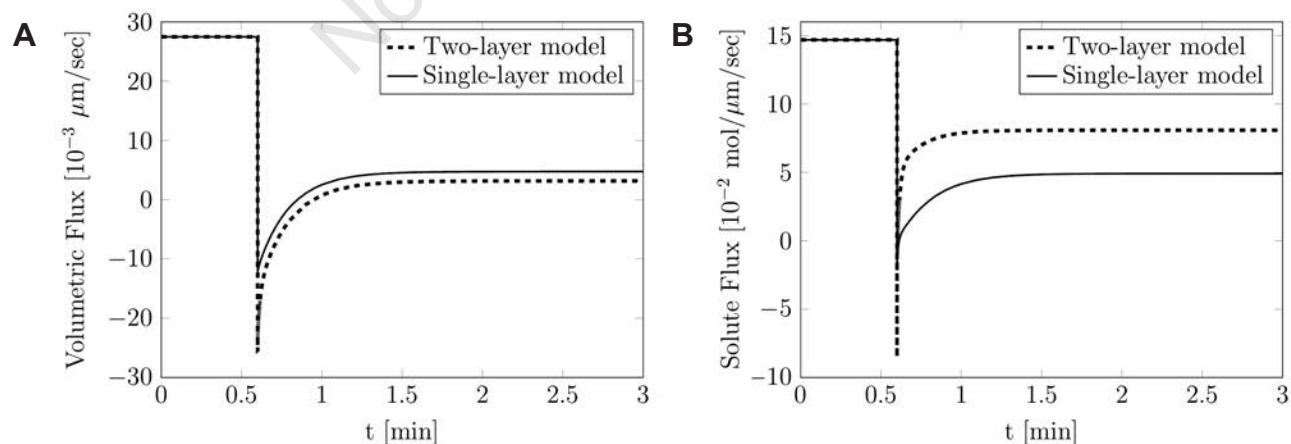 A
B
Volumetric Flux [10−3 μm/sec]
30
20
10
0
−10
−20
−30
Two-layer model
Single-layer model
0 0.5 1 1.5 2 2.5 3
t [min]
Solute Flux [10−2 mol/μm/sec]
15
10
5
0
−5
−10
Two-layer model
Single-layer model
0 0.5 1 1.5 2 2.5 3
t [min]